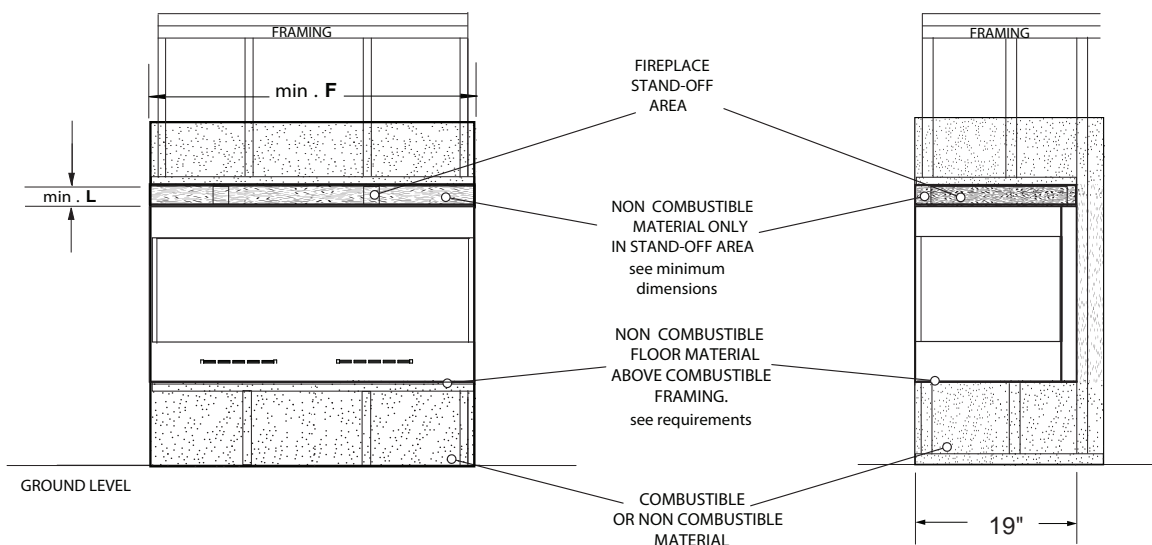 FRAMING
FRAMING
min . F
FIREPLACE
STAND-OFF
AREA
min . L
NON COMBUSTIBLE
MATERIAL ONLY
IN STAND-OFF AREA
see minimum
dimensions
NON COMBUSTIBLE
FLOOR MATERIAL
ABOVE COMBUSTIBLE
FRAMING.
see requirements
GROUND LEVEL
COMBUSTIBLE
OR NON COMBUSTIBLE
MATERIAL
19"